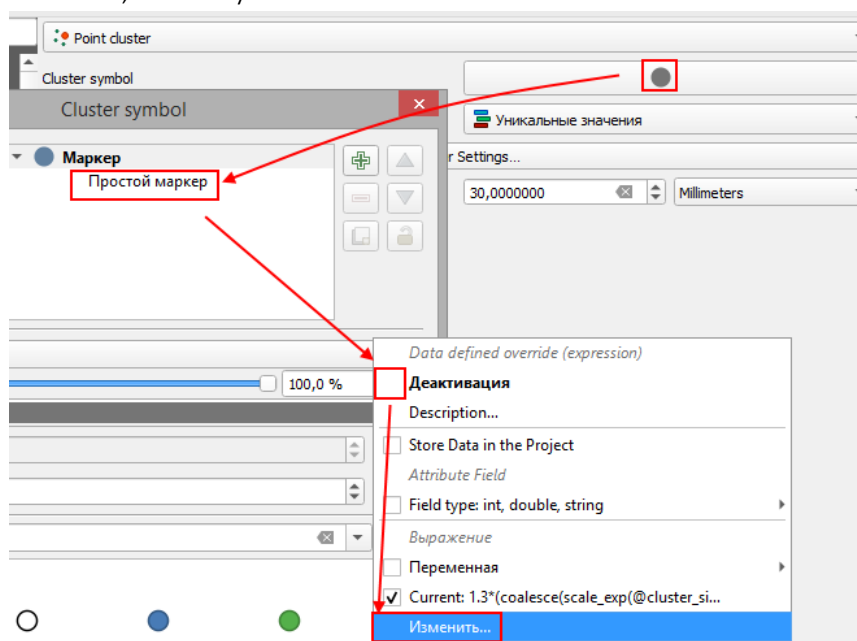 Point cluster
Cluster symbol
Cluster symbol
Уникальные значения
Маркер
r Settings...
Простой маркер
30,0000000
Millimeters
Data defined override (expression)
100,0 %
Деактивация
Description...
Store Data in the Project
Attribute Field
Field type: int, double, string
Выражение
Переменная
Current: 1.3*(coalesce(scale_exp(@cluster_si...
Изменить...